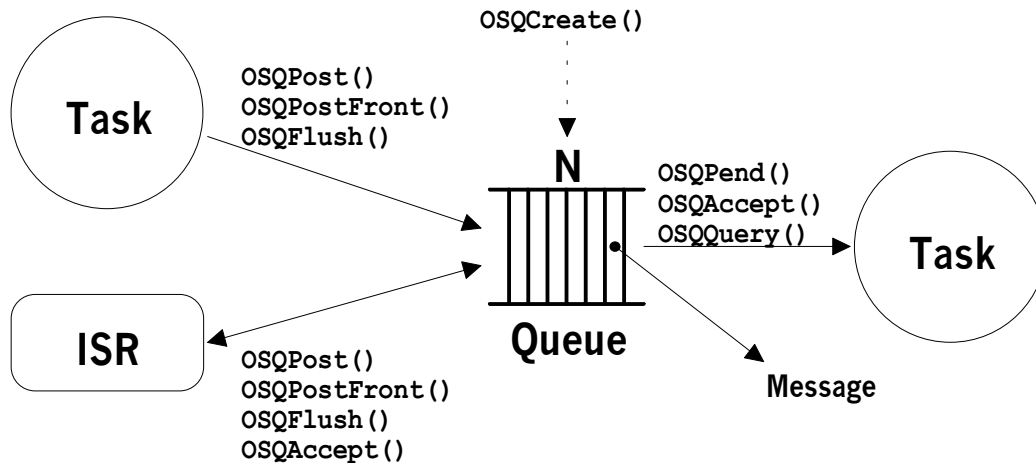 OSQCreate()
Task
OSQPost()
OSQPostFront()
OSQFlush()
N
OSQPend()
OSQAccept()
OSQQuery()
Task
Queue
Message
ISR
OSQPost()
OSQPostFront()
OSQFlush()
OSQAccept()